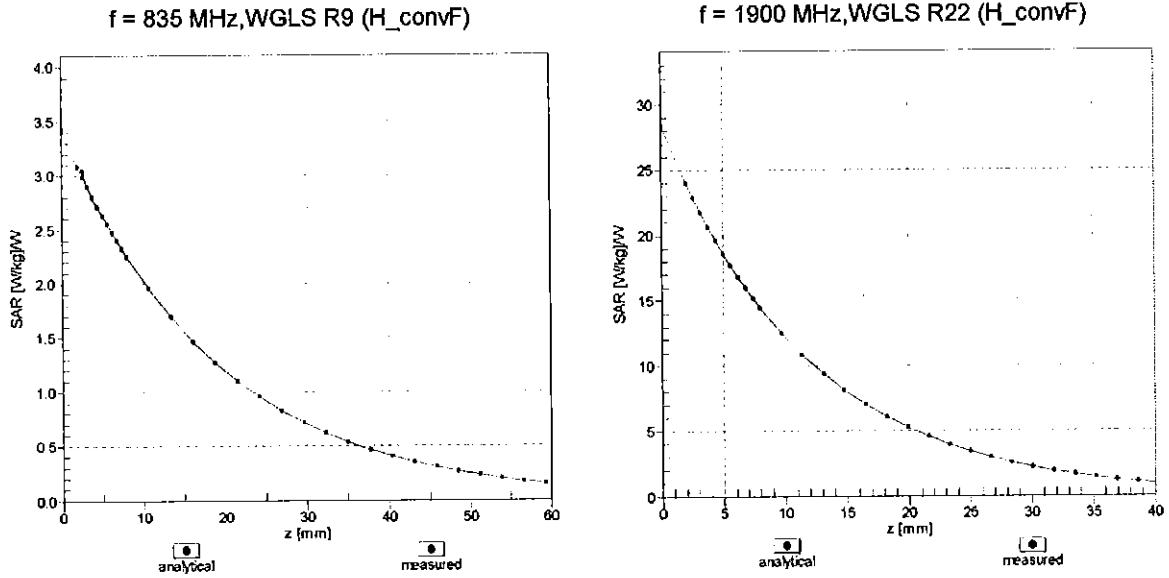 f = 835 MHz,WGLS R9 (H_convF)
4.0
3.5
3.0
2.5
2.0
1.5
1.0
0.5
0.0
SAR [W/kg]/W
0 10 20 30 40 50 60
z [mm]
analytical measured
f = 1900 MHz,WGLS R22 (H_convF)
30
25
20
15
10
5
0
SAR [W/kg]/W
0 5 10 15 20 25 30 35 40
z [mm]
analytical measured